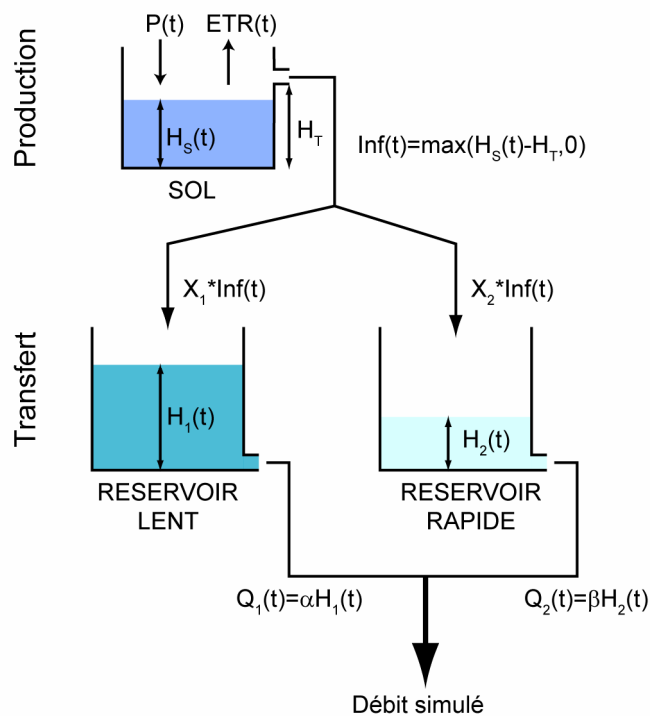 P(t) ETR(t)
Production
H_S(t)
H_T
Inf(t)=max(H_S(t)-H_T,0)
SOL
X_1*Inf(t)
X_2*Inf(t)
Transfert
H_1(t)
H_2(t)
RESERVOIR
LENT
RESERVOIR
RAPIDE
Q_1(t)=αH_1(t)
Q_2(t)=βH_2(t)
Débit simulé